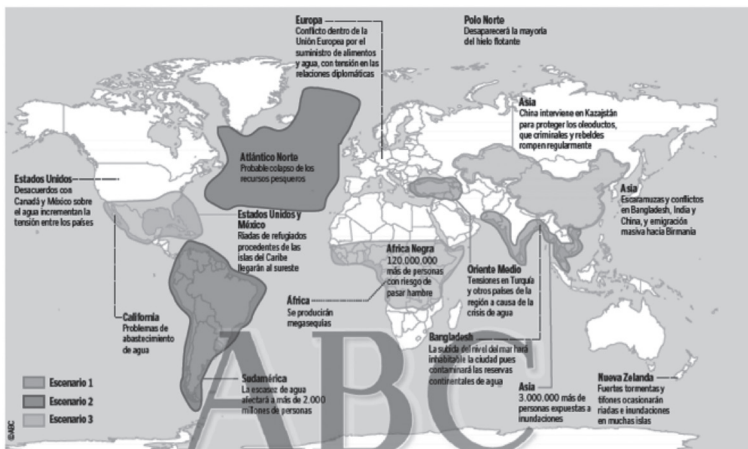 Europa
Conflicto dentro de la
Unión Europea por el
suministro de alimentos
y agua, con tensión en las
relaciones diplomáticas
Polo Norte
Desaparecerá la mayoría
del hielo flotante
Asia
China interviene en Kazajstán
para proteger los oleoductos,
que criminales y rebeldes
rompen regularmente
Atlántico Norte
Probable colapso de los
recursos pesqueros
Estados Unidos
Desacuerdos con
Canadá y México sobre
el agua incrementan la
tensión entre los países
Asia
Escaramuzas y conflictos
en Bangladesh, India y
China, y emigración
masiva hacia Birmania
Estados Unidos y
México
Riadas de refugiados
procedentes de las
islas del Caribe
llegarán al sureste
Africa Negra
120.000.000
más de personas
con riesgo de
pasar hambre
Oriente Medio
Tensiones en Turquía
y otros países de la
región a causa de la
crisis de agua
África
Se producirán
megasequías
California
Problemas de
abastecimiento
de agua
Bangladesh
La subida del nivel del mar hará
inhabitable la ciudad pues
contaminará las reservas
continentales de agua
Sudamérica
La escasez de agua
afectará a más de 2.000
millones de personas
Asia
3.000.000 más de
personas expuestas a
inundaciones
Nueva Zelanda
Fuertes tormentas y
tifones ocasionarán
riadas e inundaciones
en muchas islas
Escenario 1
Escenario 2
Escenario 3
©ABC
ABC